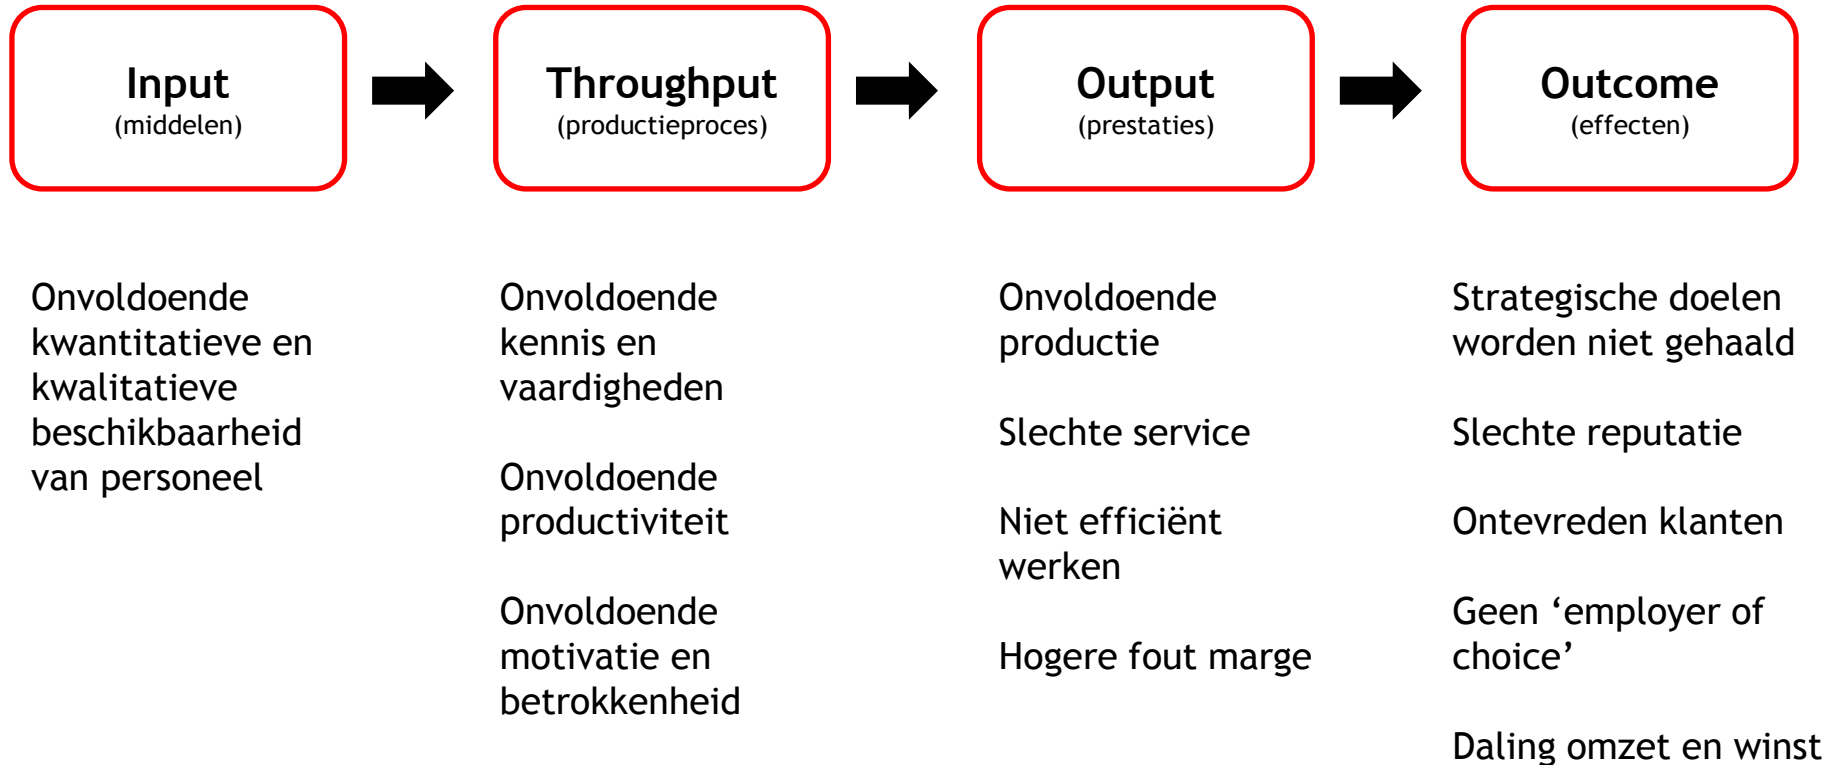 Input
(middelen)
Throughput
(productieproces)
Output
(prestaties)
Outcome
(effecten)
Onvoldoende
kwantitatieve en
kwalitatieve
beschikbaarheid
van personeel
Onvoldoende
kennis en
vaardigheden
Onvoldoende
productiviteit
Onvoldoende
motivatie en
betrokkenheid
Onvoldoende
productie
Slechte service
Niet efficiënt
werken
Hogere fout marge
Strategische doelen
worden niet gehaald
Slechte reputatie
Ontevreden klanten
Geen ‘employer of
choice’
Daling omzet en winst